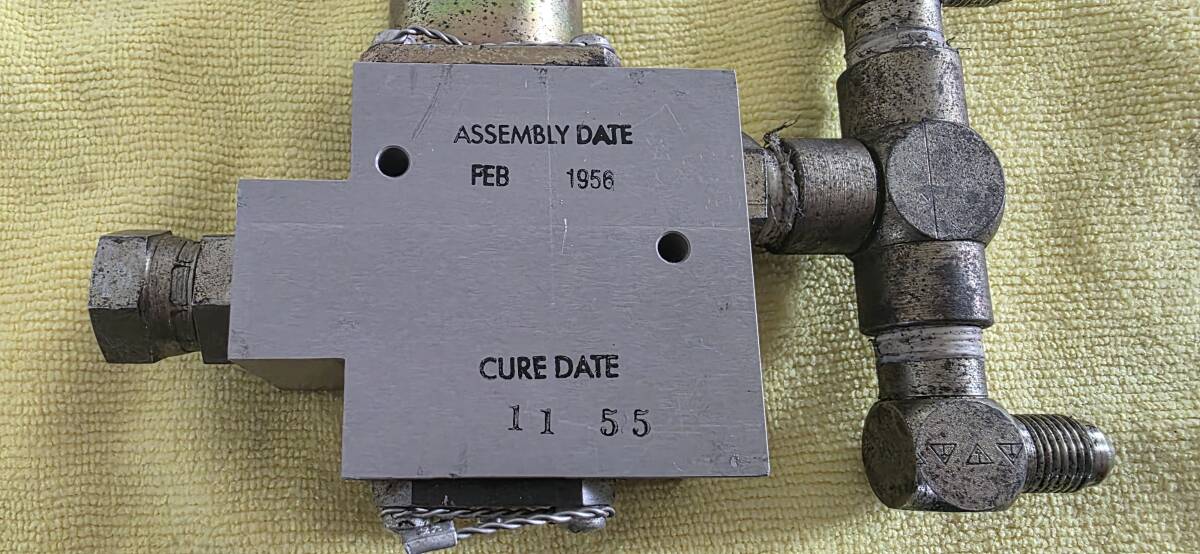 ASSEMBLY DATE
FEB 1956
CURE DATE
11 55